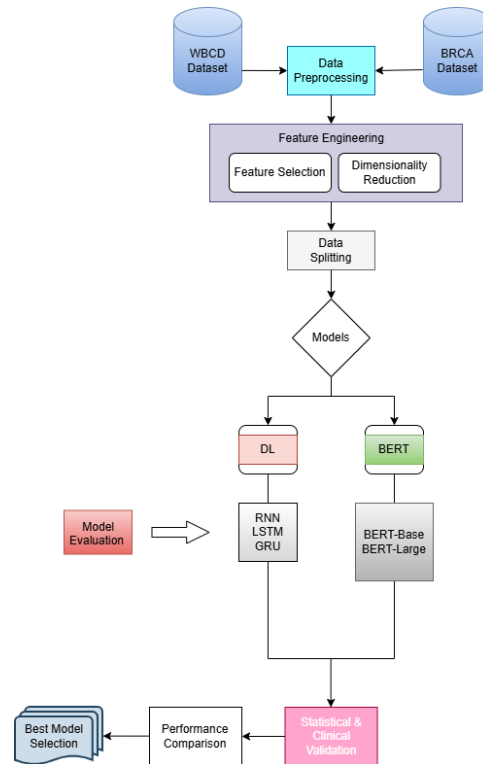 WBCD
Dataset
Data
Preprocessing
BRCA
Dataset
Feature Engineering
Feature Selection
Dimensionality
Reduction
Data
Splitting
Models
DL
BERT
Model
Evaluation
RNN
LSTM
GRU
BERT-Base
BERT-Large
Best Model
Selection
Performance
Comparison
Statistical &
Clinical
Validation